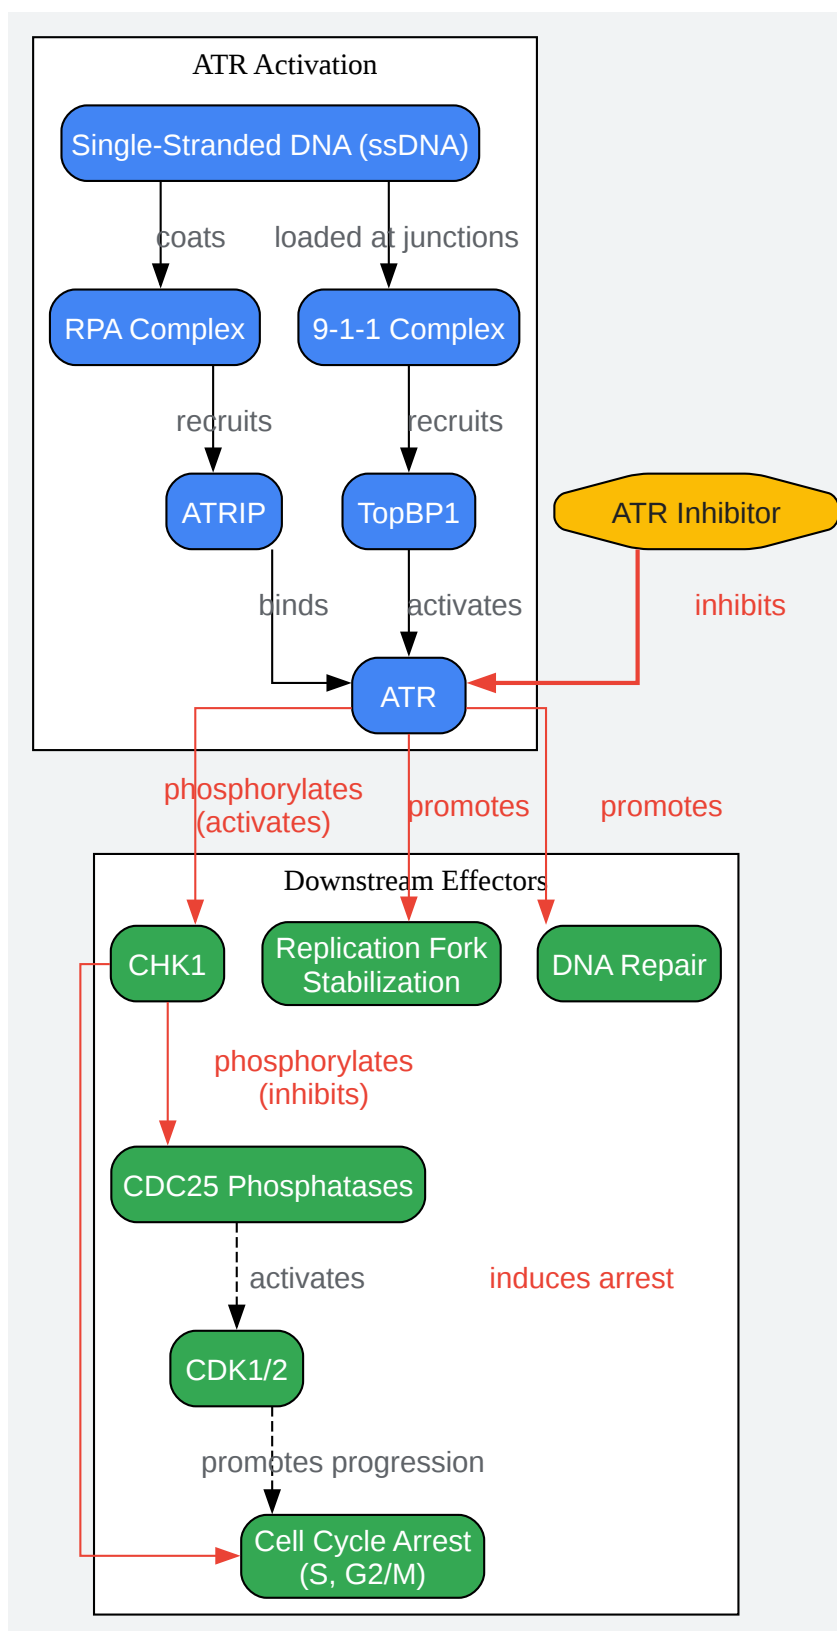 ATR Activation
Single-Stranded DNA (ssDNA)
coats
loaded at junctions
RPA Complex
9-1-1 Complex
recruits
recruits
ATRIP
TopBP1
ATR Inhibitor
binds
activates
inhibits
ATR
phosphorylates
(activates)
promotes
promotes
Downstream Effectors
CHK1
Replication Fork
Stabilization
DNA Repair
phosphorylates
(inhibits)
CDC25 Phosphatases
activates
induces arrest
CDK1/2
promotes progression
Cell Cycle Arrest
(S, G2/M)